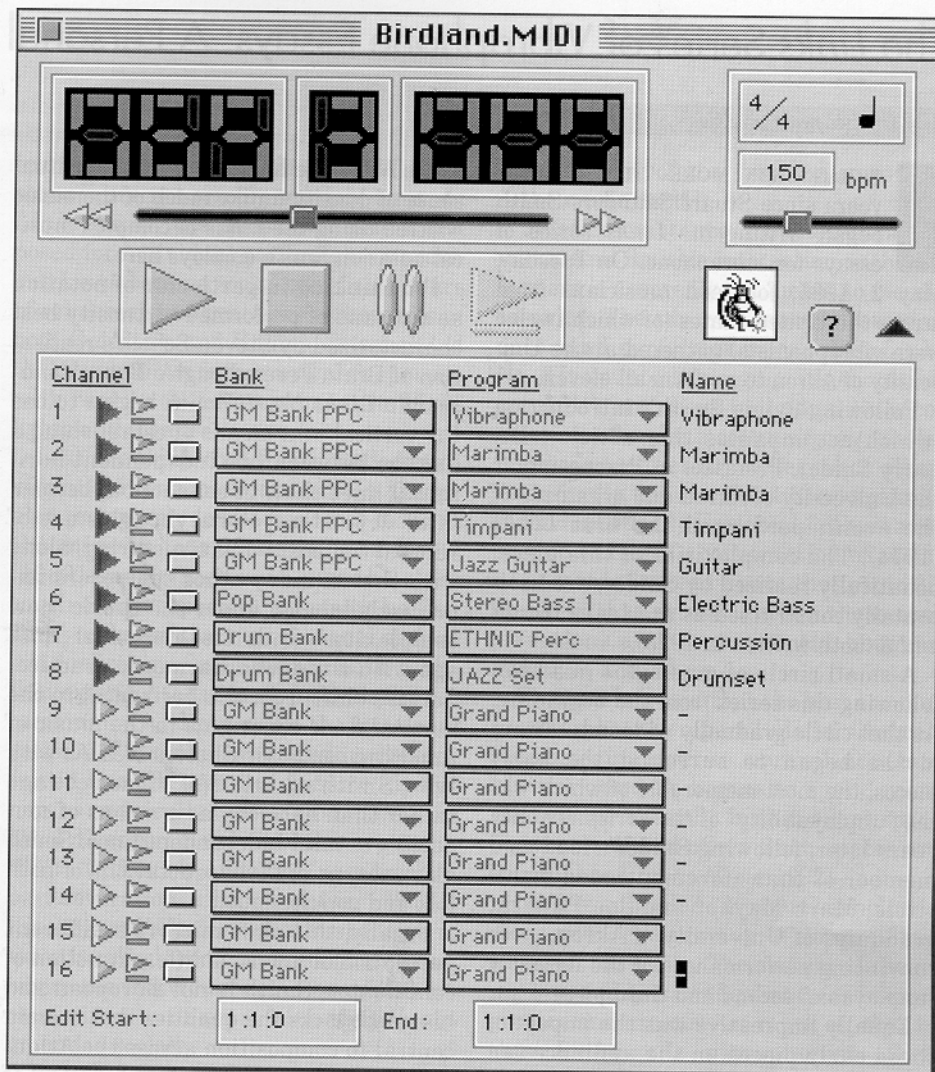 Birdland.MIDI
4/4
150 bpm
?
Channel Bank Program Name
1 GM Bank PPC Vibraphone Vibraphone
2 GM Bank PPC Marimba Marimba
3 GM Bank PPC Marimba Marimba
4 GM Bank PPC Timpani Timpani
5 GM Bank PPC Jazz Guitar Guitar
6 Pop Bank Stereo Bass 1 Electric Bass
7 Drum Bank ETHNIC Perc Percussion
8 Drum Bank JAZZ Set Drumset
9 GM Bank Grand Piano -
10 GM Bank Grand Piano -
11 GM Bank Grand Piano -
12 GM Bank Grand Piano -
13 GM Bank Grand Piano -
14 GM Bank Grand Piano -
15 GM Bank Grand Piano -
16 GM Bank Grand Piano -
Edit Start: 1:1:0 End: 1:1:0